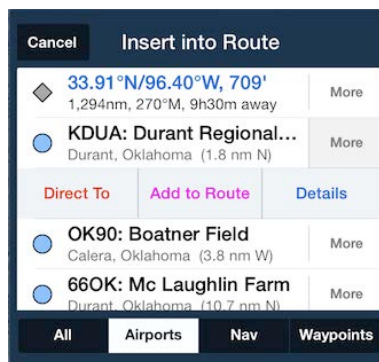 Cancel Insert into Route
33.91°N/96.40°W, 709'
1,294nm, 270°M, 9h30m away
More
KDUA: Durant Regional...
Durant, Oklahoma (1.8 nm N)
More
Direct To Add to Route Details
OK90: Boatner Field
Calera, Oklahoma (3.8 nm W)
More
66OK: Mc Laughlin Farm
Durant, Oklahoma (10.7 nm N)
More
All Airports Nav Waypoints